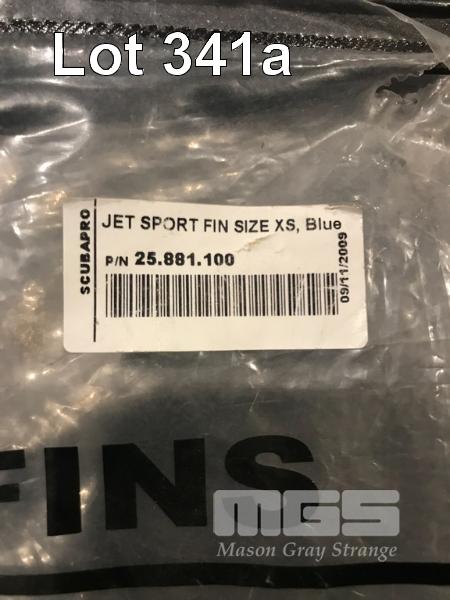 Lot 341a
SCUBAPRO
JET SPORT FIN SIZE XS, Blue
P/N 25.881.100
09/11/2009
FINS
MGS
Mason Gray Strange